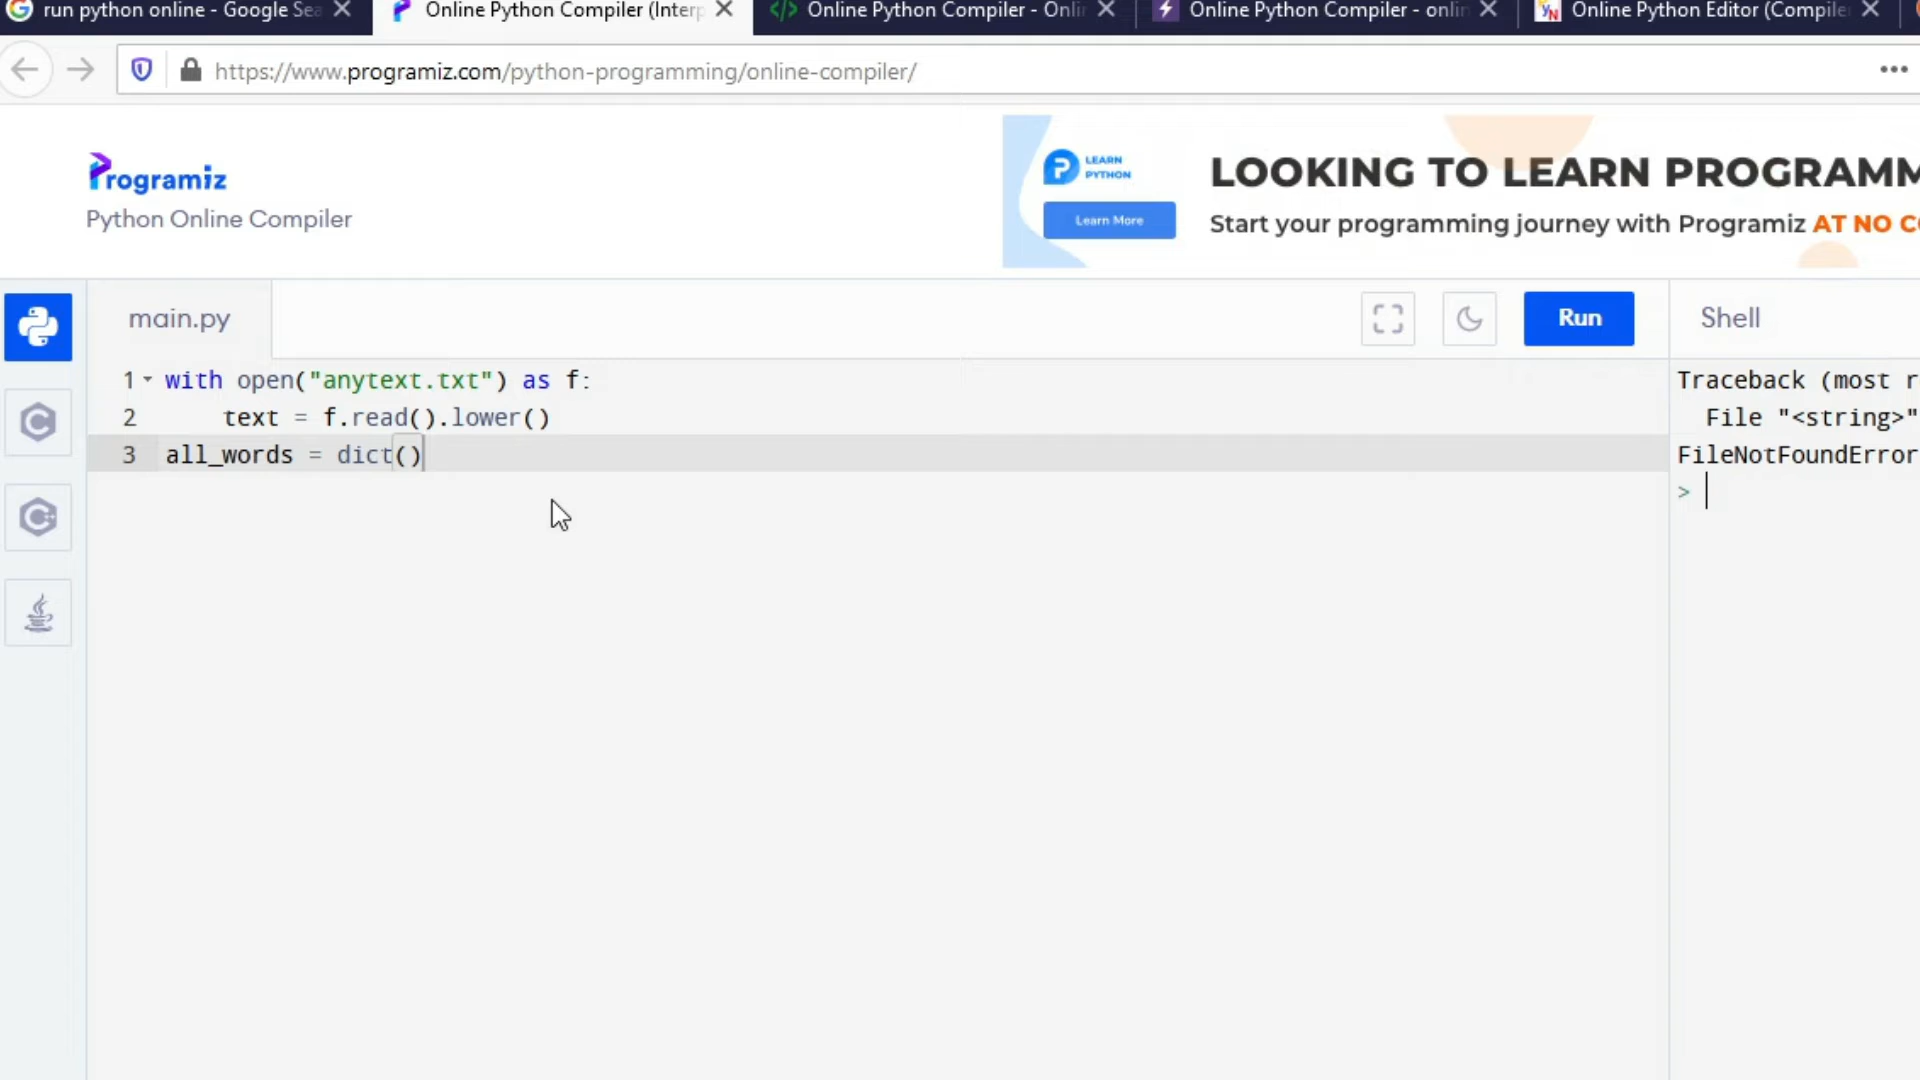 run python online - Google Sea
Online Python Compiler (Interp
Online Python Compiler - Onli
Online Python Compiler - onlin
Online Python Editor (Compile
https://www.programiz.com/python-programming/online-compiler/
Programiz
Python Online Compiler
LEARN
PYTHON
Learn More
LOOKING TO LEARN PROGRAMM
Start your programming journey with Programiz AT NO CO
main.py
Run
Shell
1 with open("anytext.txt") as f:
2 text = f.read().lower()
3 all_words = dict()
Traceback (most r
File "<string>"
FileNotFoundError
>